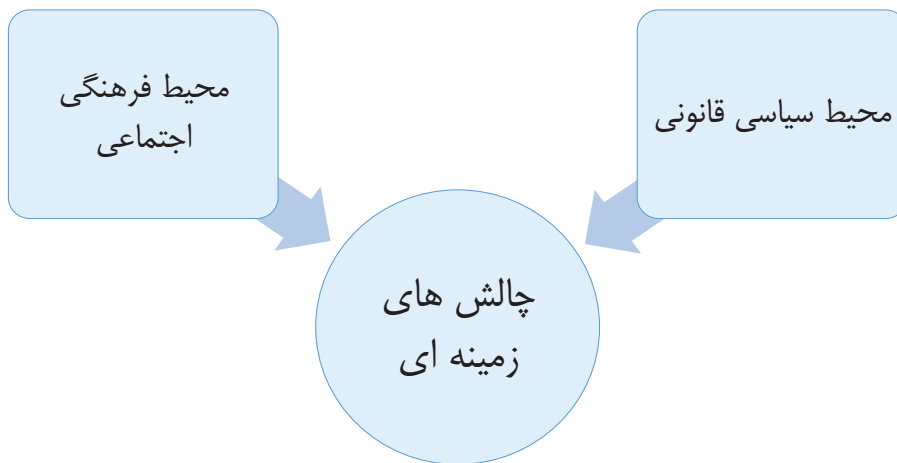 محیط سیاسی قانونی
محیط فرهنگی
اجتماعی
چالش های
زمینه ای